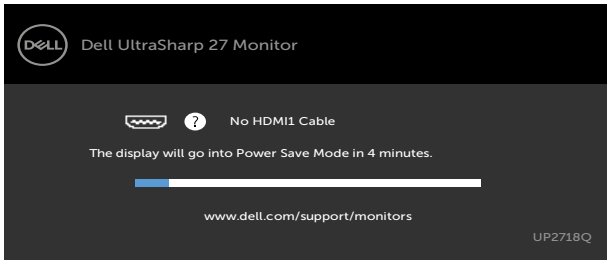 DELL
Dell UltraSharp 27 Monitor
? No HDMI1 Cable
The display will go into Power Save Mode in 4 minutes.
www.dell.com/support/monitors
UP2718Q